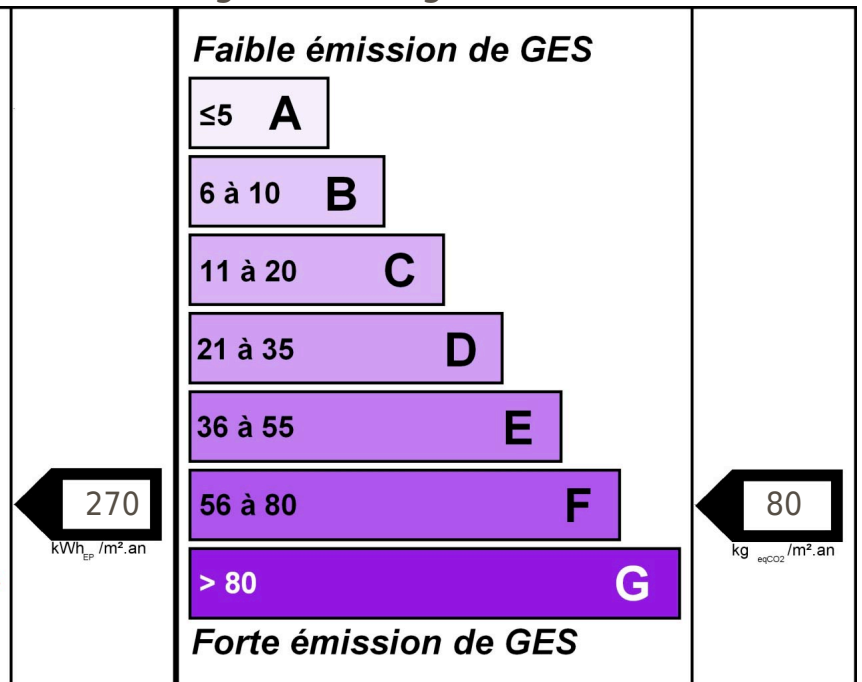 Faible émission de GES
≤5 A
6 à 10 B
11 à 20 C
21 à 35 D
36 à 55 E
270
kWhEP /m².an
56 à 80 F
80
kg eqCO2 /m².an
> 80 G
Forte émission de GES